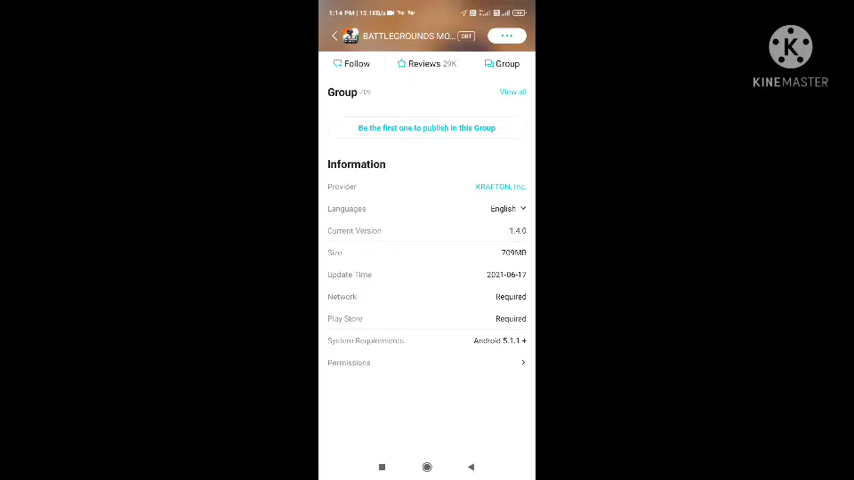 5:14 PM | 12.1KB/s
BATTLEGROUNDS MO...
Follow
Reviews 29K
Group
Group 709
View all
Be the first one to publish in this Group
Information
Provider KRAFTON, Inc.
Languages English
Current Version 1.4.0
Size 709MB
Update Time 2021-06-17
Network Required
Play Store Required
System Requirements Android 5.1.1 +
Permissions
K
KINEMASTER